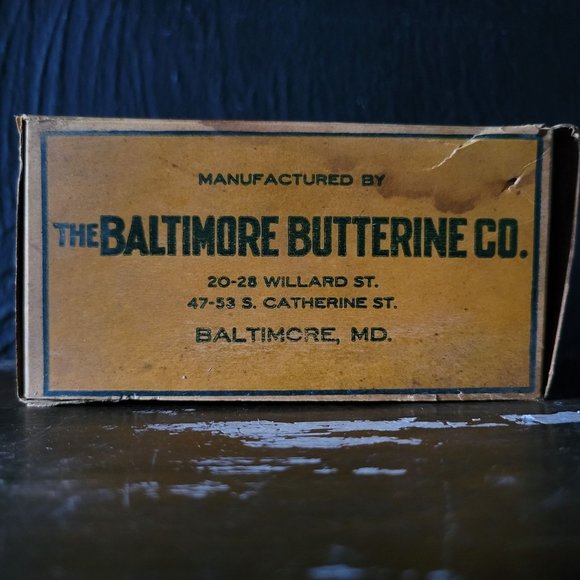 MANUFACTURED BY
THE BALTIMORE BUTTERINE CO.
20-28 WILLARD ST.
47-53 S. CATHERINE ST.
BALTIMORE, MD.